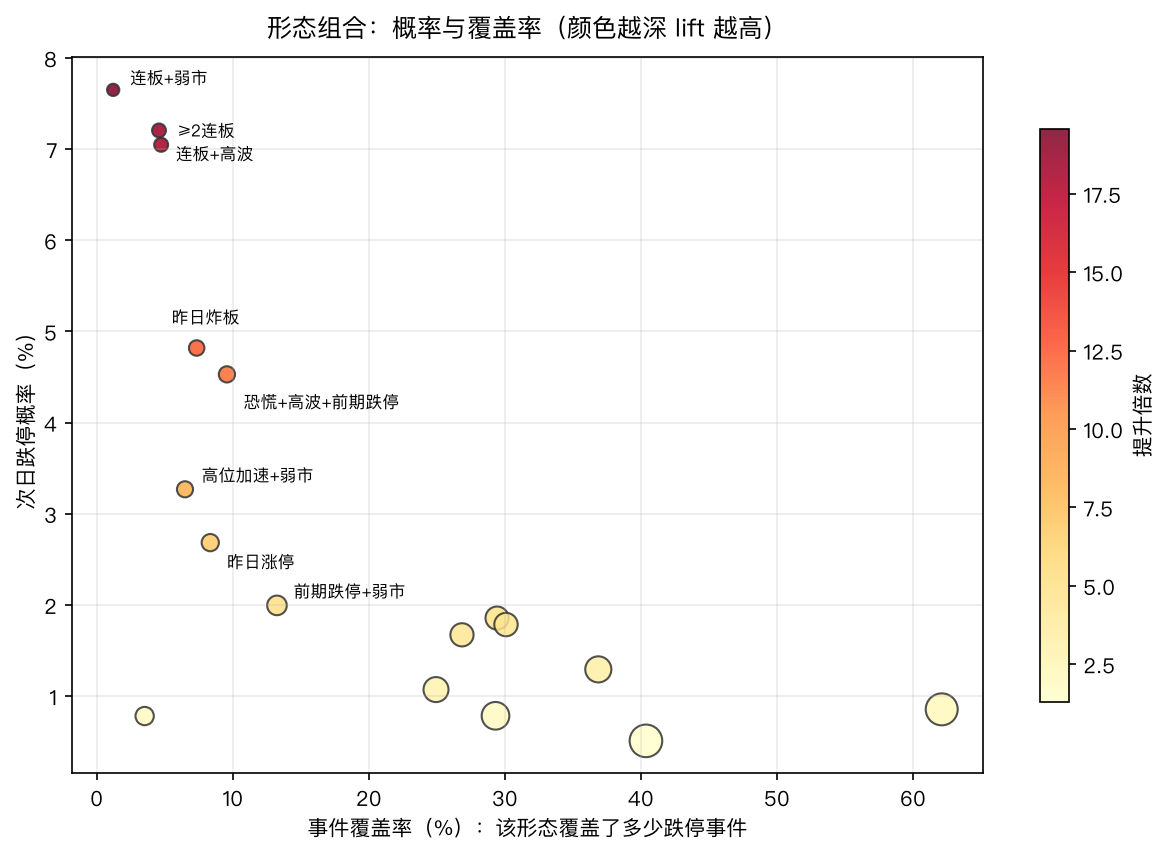 形态组合：概率与覆盖率（颜色越深 lift 越高）
8
7
6
5
4
3
2
1
次日跌停概率（%）
连板+弱市
≥2连板
连板+高波
昨日炸板
恐慌+高波+前期跌停
高位加速+弱市
昨日涨停
前期跌停+弱市
0
10
20
30
40
50
60
事件覆盖率（%）：该形态覆盖了多少跌停事件
17.5
15.0
12.5
10.0
7.5
5.0
2.5
提升倍数